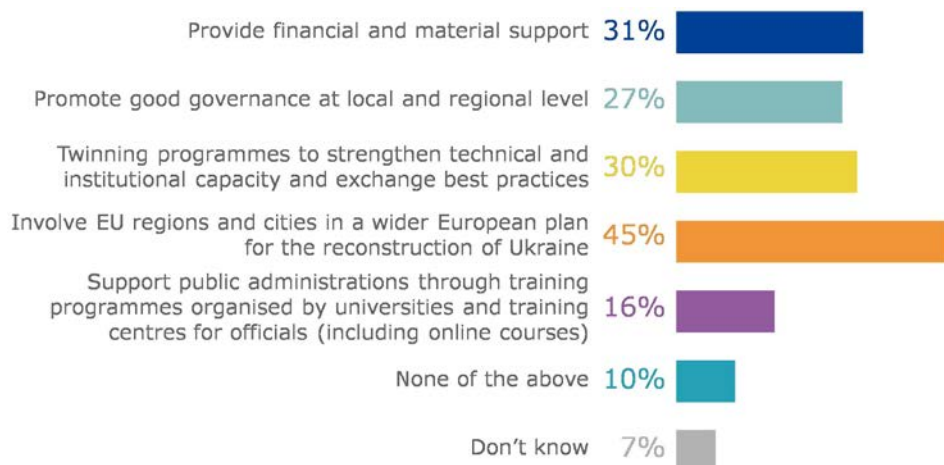 Provide financial and material support 31%
Promote good governance at local and regional level 27%
Twinning programmes to strengthen technical and
institutional capacity and exchange best practices 30%
Involve EU regions and cities in a wider European plan
for the reconstruction of Ukraine 45%
Support public administrations through training
programmes organised by universities and training 16%
centres for officials (including online courses)
None of the above 10%
Don't know 7%